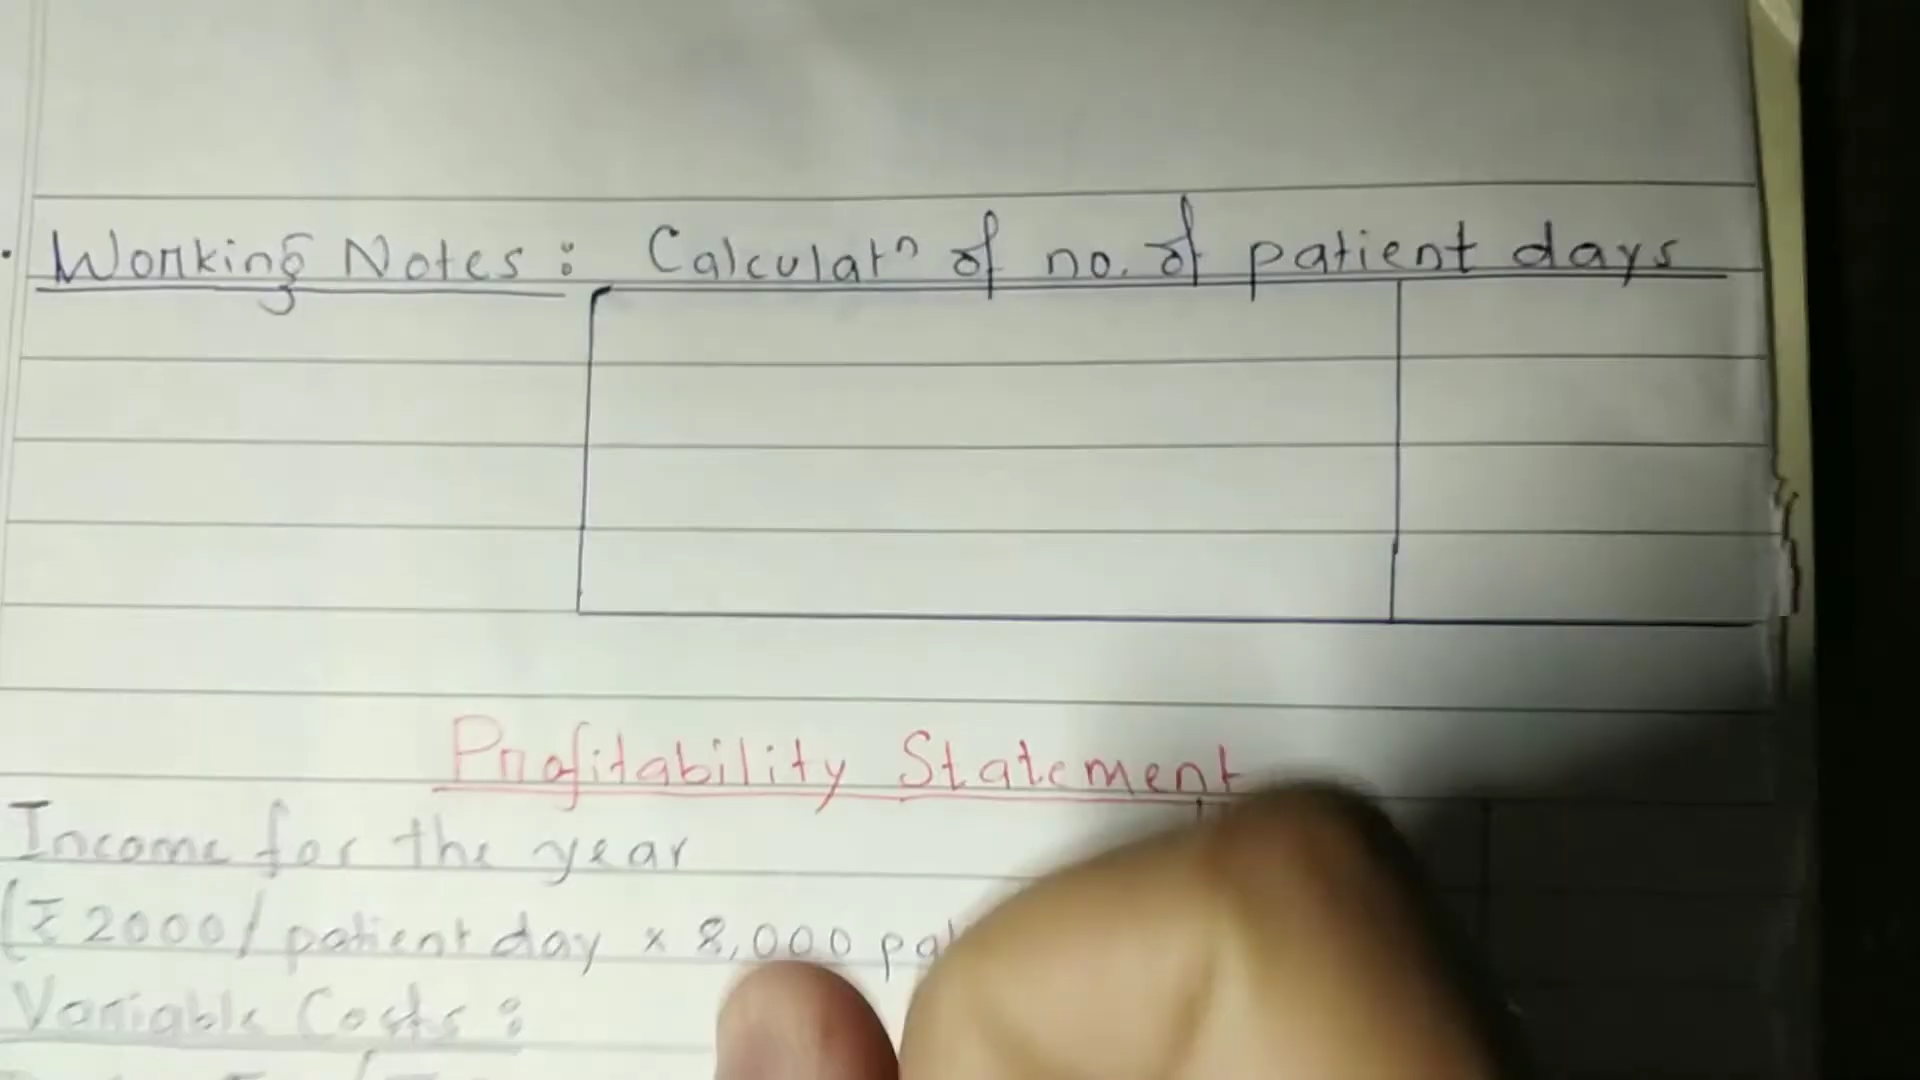 Working Notes : Calculatⁿ of no. of patient days
Profitability Statement
Income for the year
(₹ 2000/ patient day × 8,000
Variable Costs :